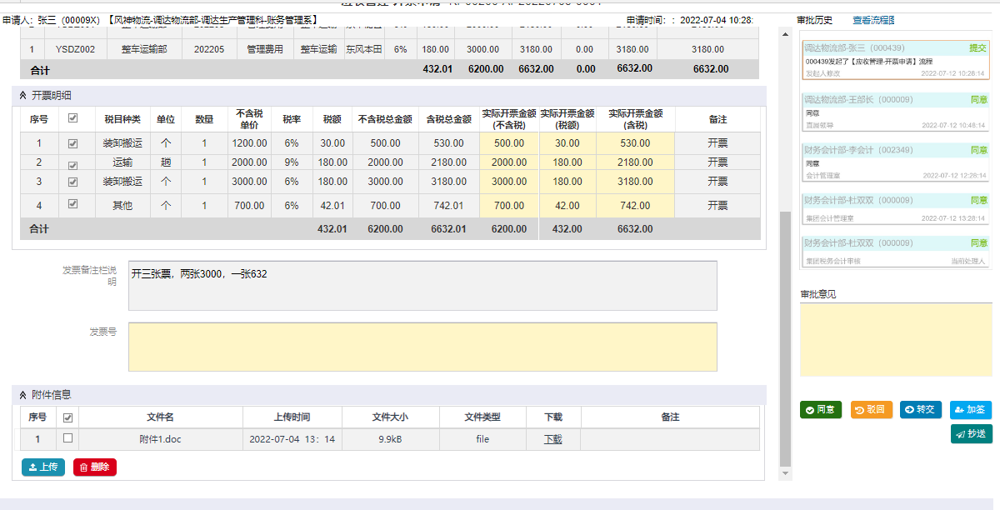 申请人：张三（00009X）【风神物流-调达物流部-调达生产管理科-账务管理系】 申请时间：：2022-07-04 10:28: 审批历史 查看流程图
1 YSDZ002 整车运输部 202205 管理费用 整车运输 东风本田 6% 180.00 3000.00 3180.00 0.00 3180.00 3180.00
合计 432.01 6200.00 6632.00 0.00 6632.00 6632.00
开票明细
序号 税目种类 单位 数量 不含税单价 税率 税额 不含税总金额 含税总金额 实际开票金额(不含税) 实际开票金额(税额) 实际开票金额(含税) 备注
1 装卸搬运 个 1 1200.00 6% 30.00 500.00 530.00 500.00 30.00 530.00 开票
2 运输 趟 1 2000.00 9% 180.00 2000.00 2180.00 2000.00 180.00 2180.00 开票
3 装卸搬运 个 1 3000.00 6% 180.00 3000.00 3180.00 3000.00 180.00 3180.00 开票
4 其他 个 1 700.00 6% 42.01 700.00 742.01 700.00 42.00 742.00 开票
合计 432.01 6200.00 6632.01 6200.00 432.00 6632.00
发票备注栏说明
开三张票，两张3000，一张632
发票号
附件信息
序号 文件名 上传时间 文件大小 文件类型 下载 备注
1 附件1.doc 2022-07-04 13：14 9.9kB file 下载
上传 删除
调达物流部-张三（000439） 提交
000439发起了【应收管理-开票申请】流程
发起人修改 2022-07-12 10:26:14
调达物流部-王部长（000009） 同意
同意
直属领导 2022-07-12 10:48:14
财务会计部-李会计（002349） 同意
同意
会计管理室 2022-07-12 12:26:14
财务会计部-杜双双（000009） 同意
集团会计管理室 2022-07-12 13:28:14
财务会计部-杜双双（000009） 同意
集团税务会计审核 当前处理人
审批意见
同意 驳回 转交 加签
抄送